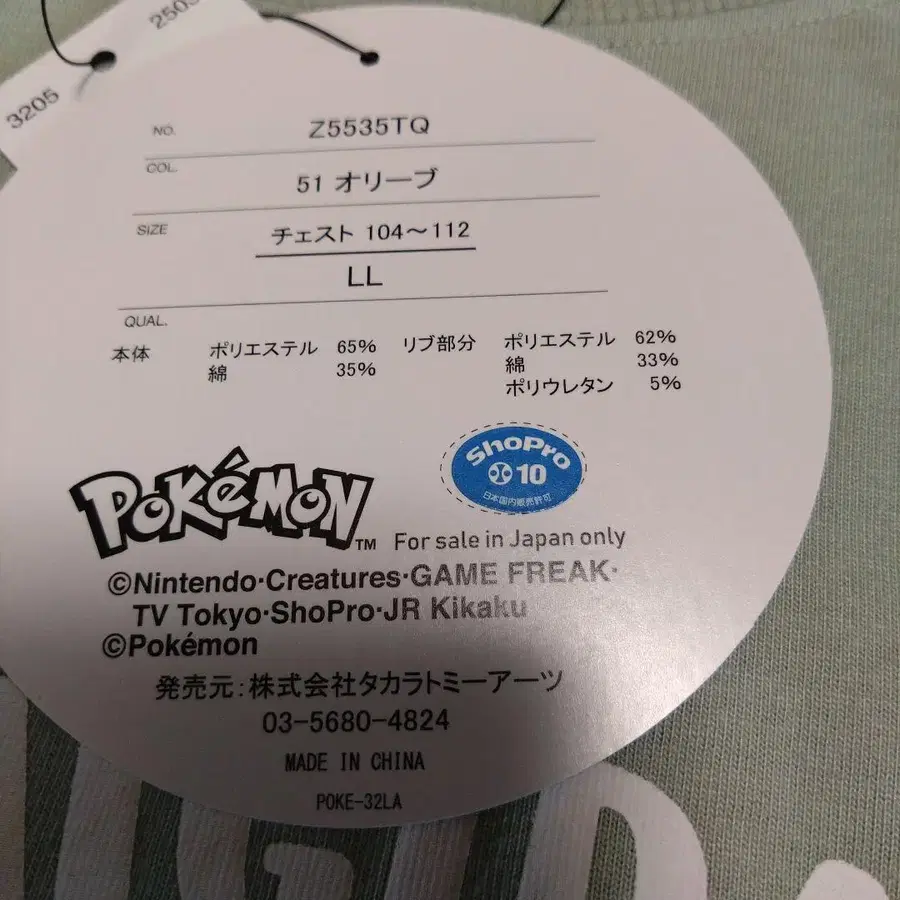 2503
3205
NO. Z5535TQ
COL. 51 オリーブ
SIZE チェスト 104〜112
LL
QUAL.
本体 ポリエステル 65% リブ部分 ポリエステル 62%
綿 35% 綿 33%
ポリウレタン 5%
ShoPro
10
日本国内販売許可
POKéMON™ For sale in Japan only
©Nintendo·Creatures·GAME FREAK·
TV Tokyo·ShoPro·JR Kikaku
©Pokémon
発売元:株式会社タカラトミーアーツ
03-5680-4824
MADE IN CHINA
POKE-32LA